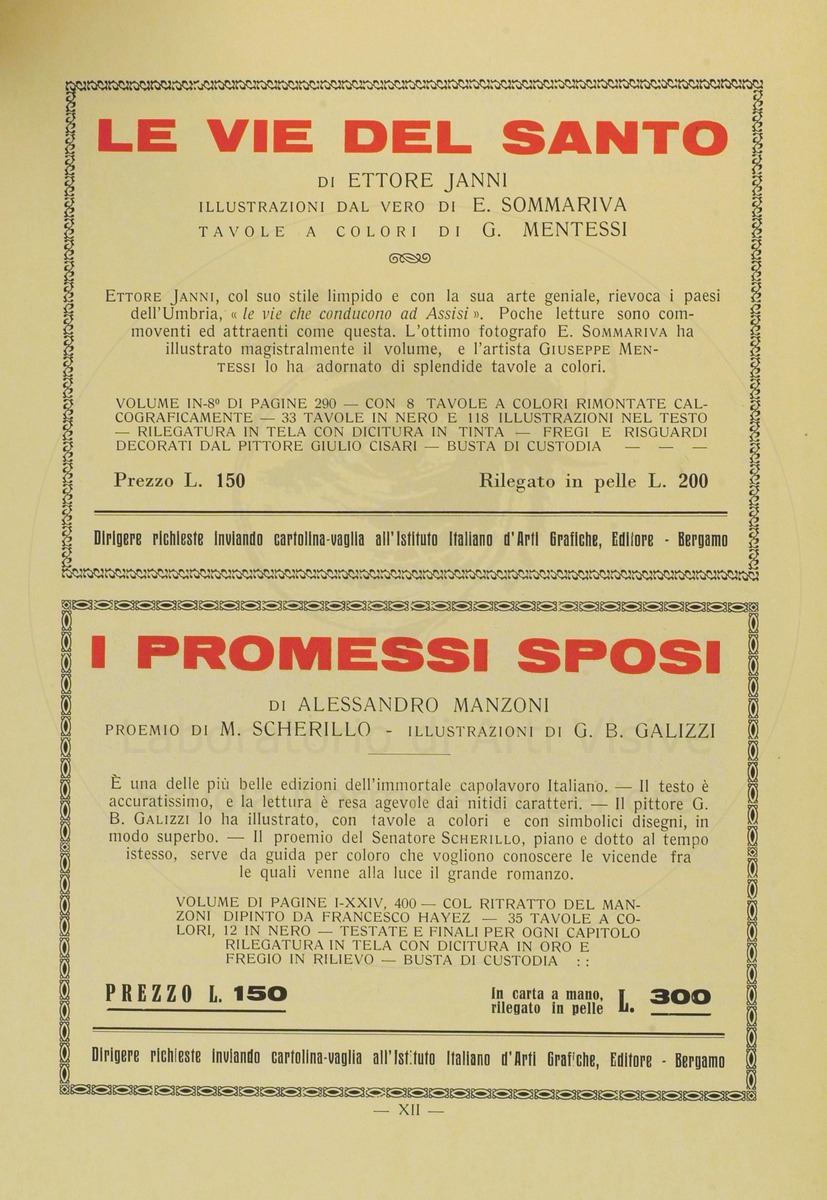 LE VIE DEL SANTO
DI ETTORE JANNI
ILLUSTRAZIONI DAL VERO DI E. SOMMARIVA
TAVOLE A COLORI DI G. MENTESSI
ETTORE JANNI, col suo stile limpido e con la sua arte geniale, rievoca i paesi
dell'Umbria, « le vie che conducono ad Assisi ». Poche letture sono com-
moventi ed attraenti come questa. L'ottimo fotografo E. SOMMARIVA ha
illustrato magistralmente il volume, e l'artista GIUSEPPE MEN-
TESSI lo ha adornato di splendide tavole a colori.
VOLUME IN-8º DI PAGINE 290 — CON 8 TAVOLE A COLORI RIMONTATE CAL-
COGRAFICAMENTE — 33 TAVOLE IN NERO E 118 ILLUSTRAZIONI NEL TESTO
— RILEGATURA IN TELA CON DICITURA IN TINTA — FREGI E RISGUARDI
DECORATI DAL PITTORE GIULIO CISARI — BUSTA DI CUSTODIA — — —
Prezzo L. 150 Rilegato in pelle L. 200
Dirigere richieste inviando cartolina-vaglia all'Istituto Italiano d'Arti Grafiche, Editore - Bergamo
I PROMESSI SPOSI
DI ALESSANDRO MANZONI
PROEMIO DI M. SCHERILLO - ILLUSTRAZIONI DI G. B. GALIZZI
È una delle più belle edizioni dell'immortale capolavoro Italiano. — Il testo è
accuratissimo, e la lettura è resa agevole dai nitidi caratteri. — Il pittore G.
B. GALIZZI lo ha illustrato, con tavole a colori e con simbolici disegni, in
modo superbo. — Il proemio del Senatore SCHERILLO, piano e dotto al tempo
istesso, serve da guida per coloro che vogliono conoscere le vicende fra
le quali venne alla luce il grande romanzo.
VOLUME DI PAGINE I-XXIV, 400 — COL RITRATTO DEL MAN-
ZONI DIPINTO DA FRANCESCO HAYEZ — 35 TAVOLE A CO-
LORI, 12 IN NERO — TESTATE E FINALI PER OGNI CAPITOLO
RILEGATURA IN TELA CON DICITURA IN ORO E
FREGIO IN RILIEVO — BUSTA DI CUSTODIA : :
PREZZO L. 150 In carta a mano, rilegato in pelle L. 300
Dirigere richieste inviando cartolina-vaglia all'Istituto Italiano d'Arti Grafiche, Editore - Bergamo
— XII —